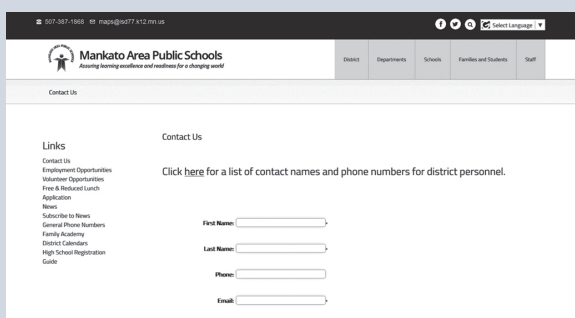 507-387-1868 maps@isd77.k12.mn.us
Select Language ▼
Mankato Area Public Schools
Assuring learning excellence and readiness for a changing world
District Departments Schools Families and Students Staff
Contact Us
Links
Contact Us
Employment Opportunities
Volunteer Opportunities
Free & Reduced Lunch
Application
News
Subscribe to News
General Phone Numbers
Family Academy
District Calendars
High School Registration
Guide
Contact Us
Click here for a list of contact names and phone numbers for district personnel.
First Name:
Last Name:
Phone:
Email: